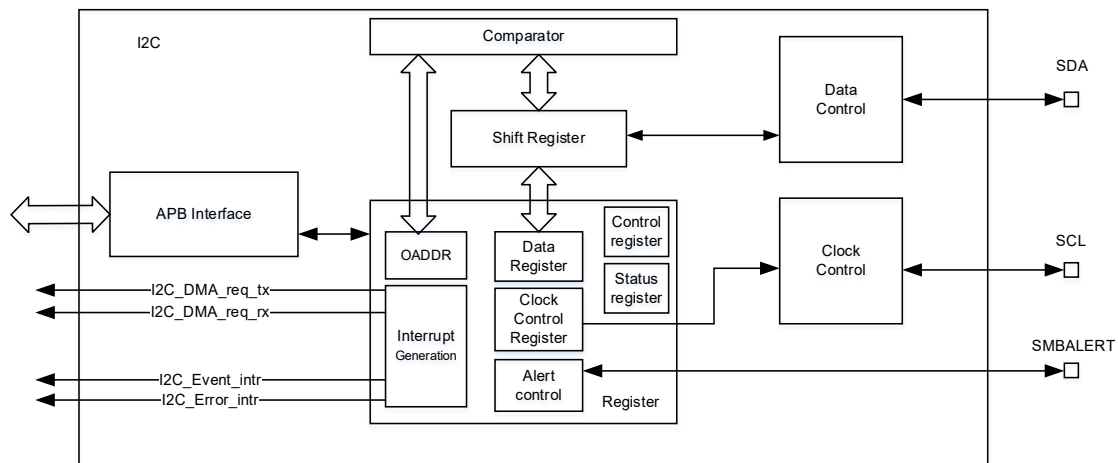 I2C
Comparator
SDA
Data
Control
Shift Register
APB Interface
Control
register
OADDR
Data
Register
Status
register
SCL
Clock
Control
I2C_DMA_req_tx
I2C_DMA_req_rx
Clock
Control
Register
Interrupt
Generation
SMBALERT
I2C_Event_intr
I2C_Error_intr
Alert
control
Register